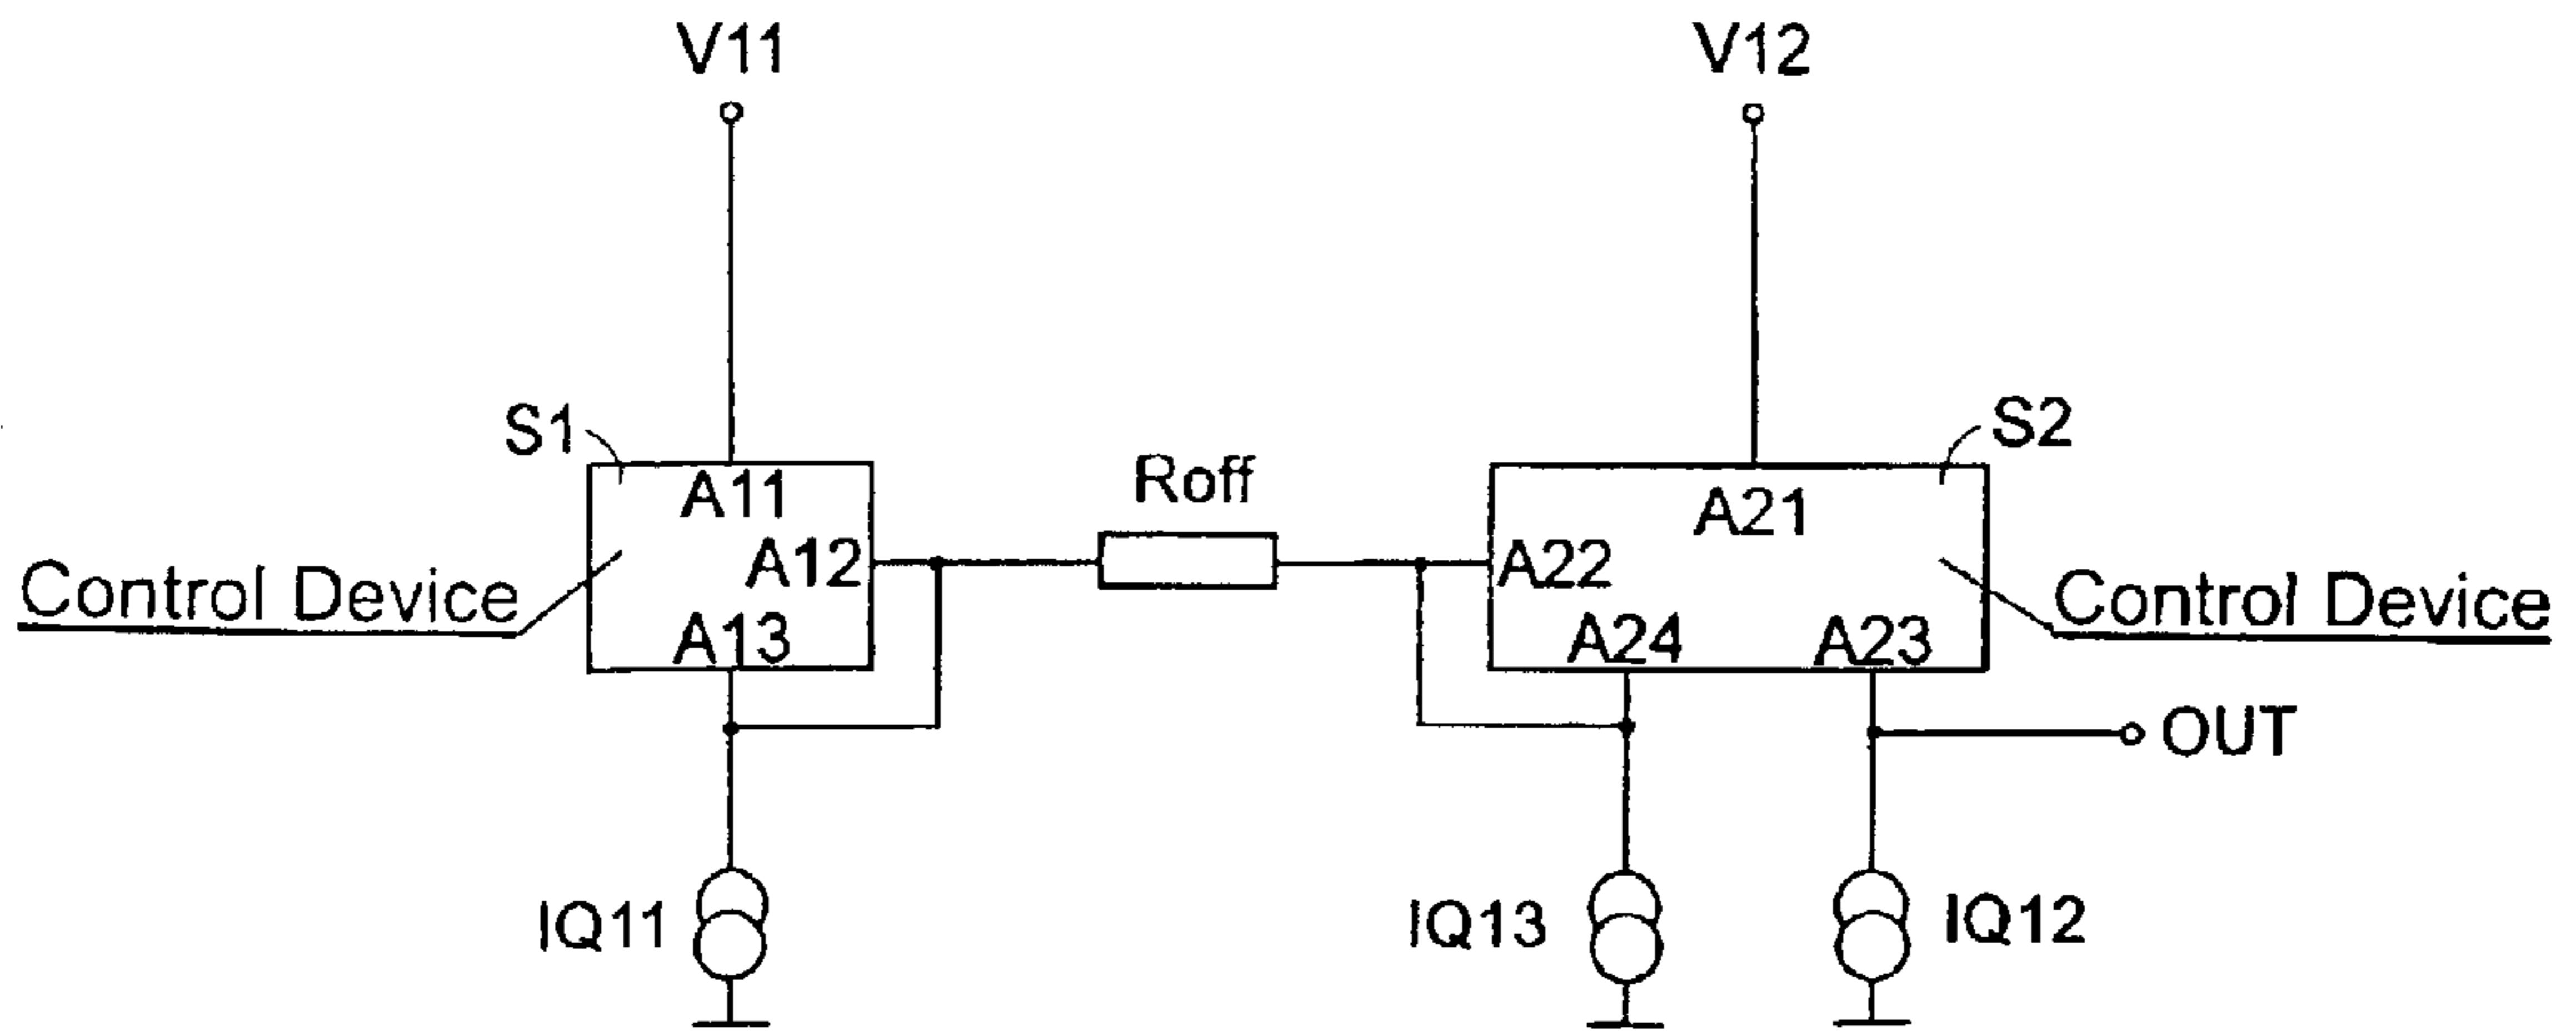 V11
V12
S1
S2
A11
Roff
A21
A12
A22
Control Device
Control Device
A13
A24
A23
OUT
IQ11
IQ13
IQ12